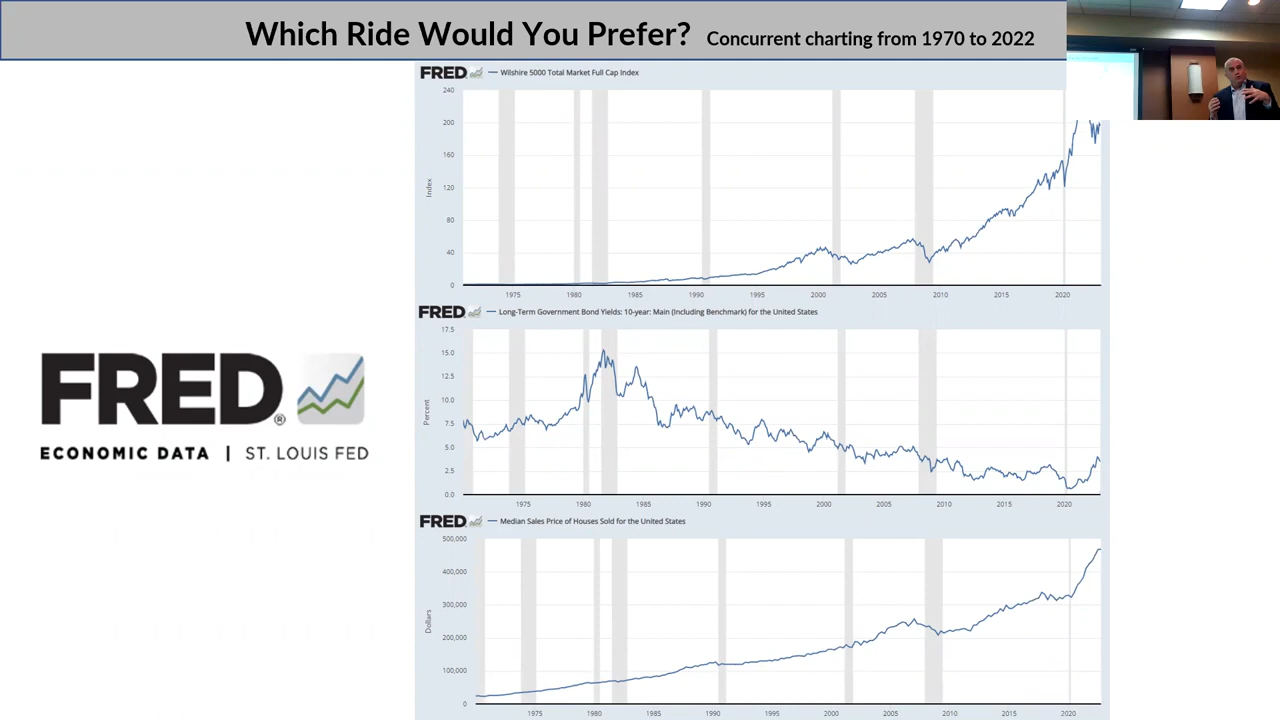 Which Ride Would You Prefer? Concurrent charting from 1970 to 2022
FRED — Wilshire 5000 Total Market Full Cap Index
240
200
160
120
80
40
0
Index
1975 1980 1985 1990 1995 2000 2005 2010 2015 2020
FRED — Long-Term Government Bond Yields: 10-year: Main (Including Benchmark) for the United States
17.5
15.0
12.5
10.0
7.5
5.0
2.5
0.0
Percent
1975 1980 1985 1990 1995 2000 2005 2010 2015 2020
FRED — Median Sales Price of Houses Sold for the United States
500,000
400,000
300,000
200,000
100,000
0
Dollars
1975 1980 1985 1990 1995 2000 2005 2010 2015 2020
FRED®
ECONOMIC DATA | ST. LOUIS FED